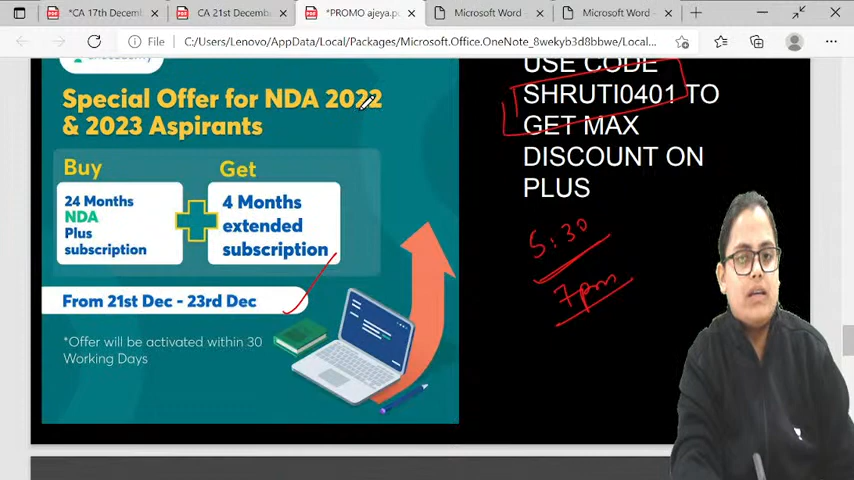 *CA 17th Decem
CA 21st Decemb
*PROMO ajeya.p
Microsoft Word -
Microsoft Word -
File
C:/Users/Lenovo/AppData/Local/Packages/Microsoft.Office.OneNote_8wekyb3d8bbwe/Local...
Special Offer for NDA 2022
& 2023 Aspirants
Buy
Get
24 Months
NDA
Plus
subscription
4 Months
extended
subscription
From 21st Dec - 23rd Dec
*Offer will be activated within 30
Working Days
USE CODE
SHRUTI0401 TO
GET MAX
DISCOUNT ON
PLUS
5:30
7pm